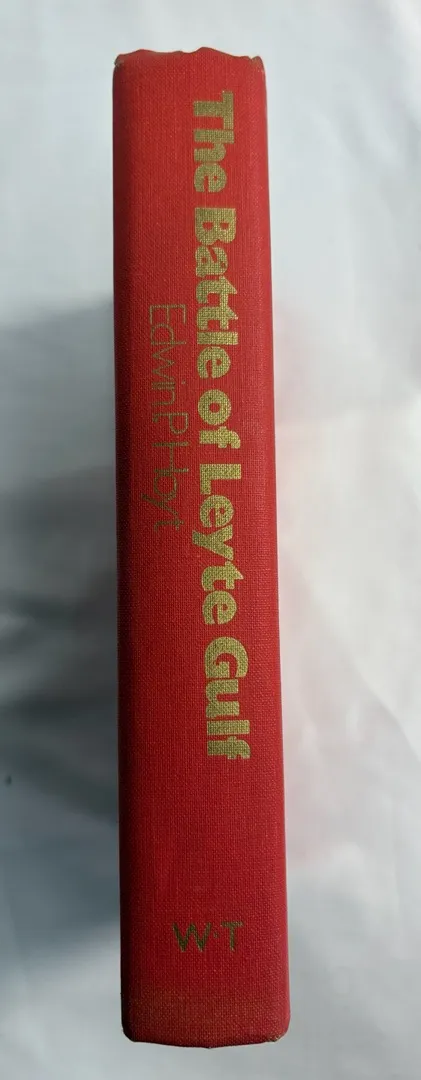 The Battle of Leyte Gulf
Edwin P. Hoyt
W·T